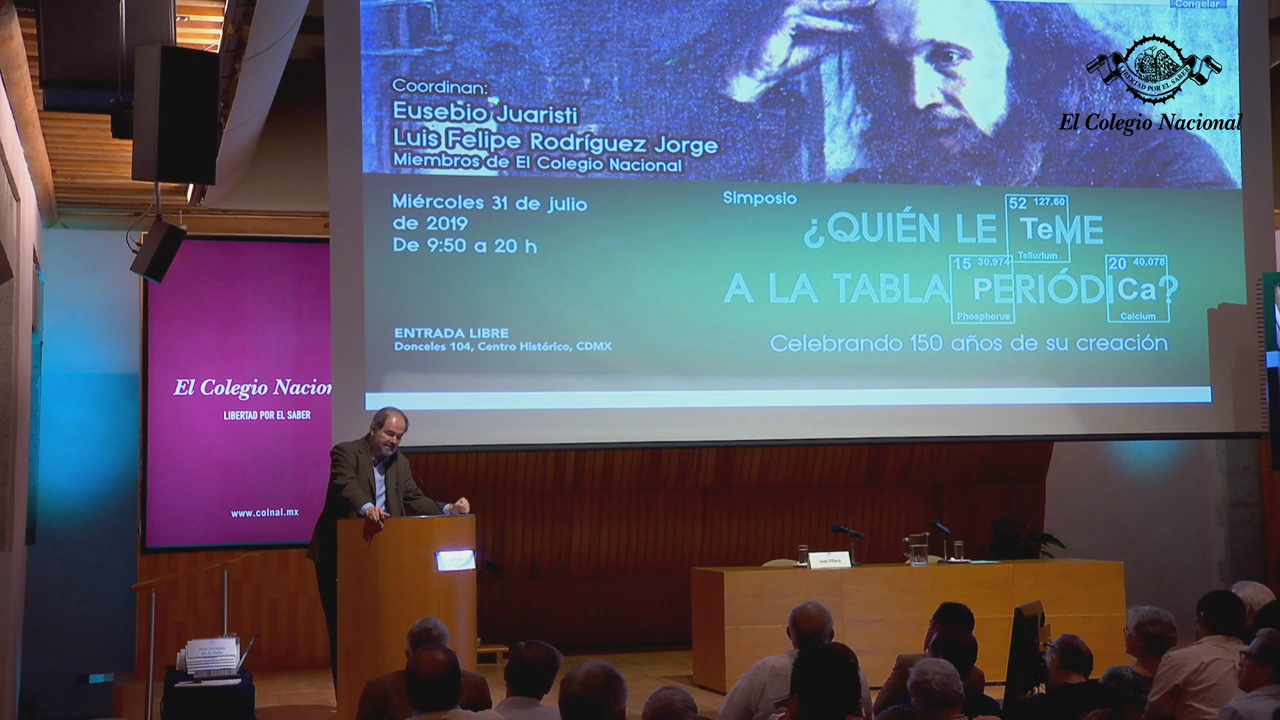 Congelar
LIBERTAD POR EL SABER
El Colegio Nacional
Coordinan:
Eusebio Juaristi
Luis Felipe Rodríguez Jorge
Miembros de El Colegio Nacional
Miércoles 31 de julio
de 2019
De 9:50 a 20 h
ENTRADA LIBRE
Donceles 104, Centro Histórico, CDMX
Simposio
52 127.60
¿QUIÉN LE TeME
Tellurium
15 30.974 20 40.078
A LA TABLA PERIÓDICa?
Phosphorus Calcium
Celebrando 150 años de su creación
El Colegio Nacion
LIBERTAD POR EL SABER
www.colnal.mx